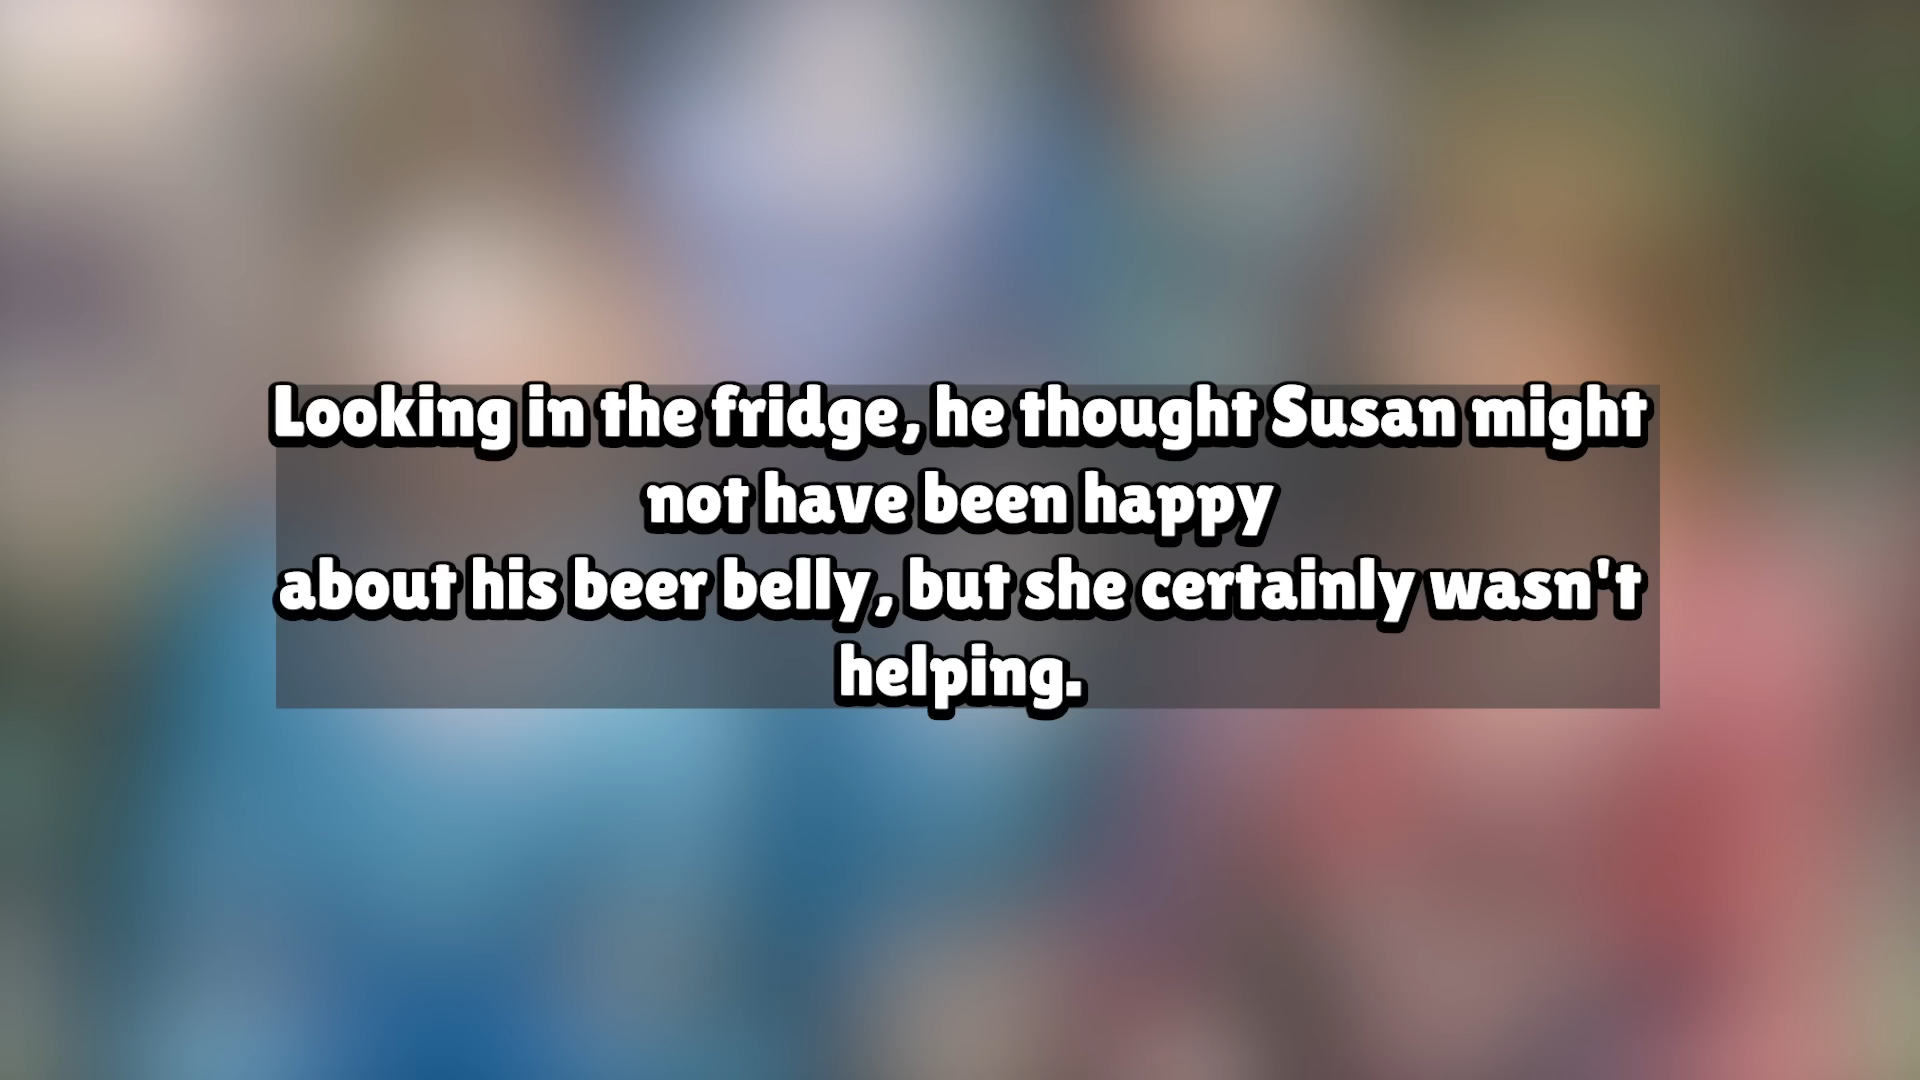 Looking in the fridge, he thought Susan might
not have been happy
about his beer belly, but she certainly wasn't
helping.